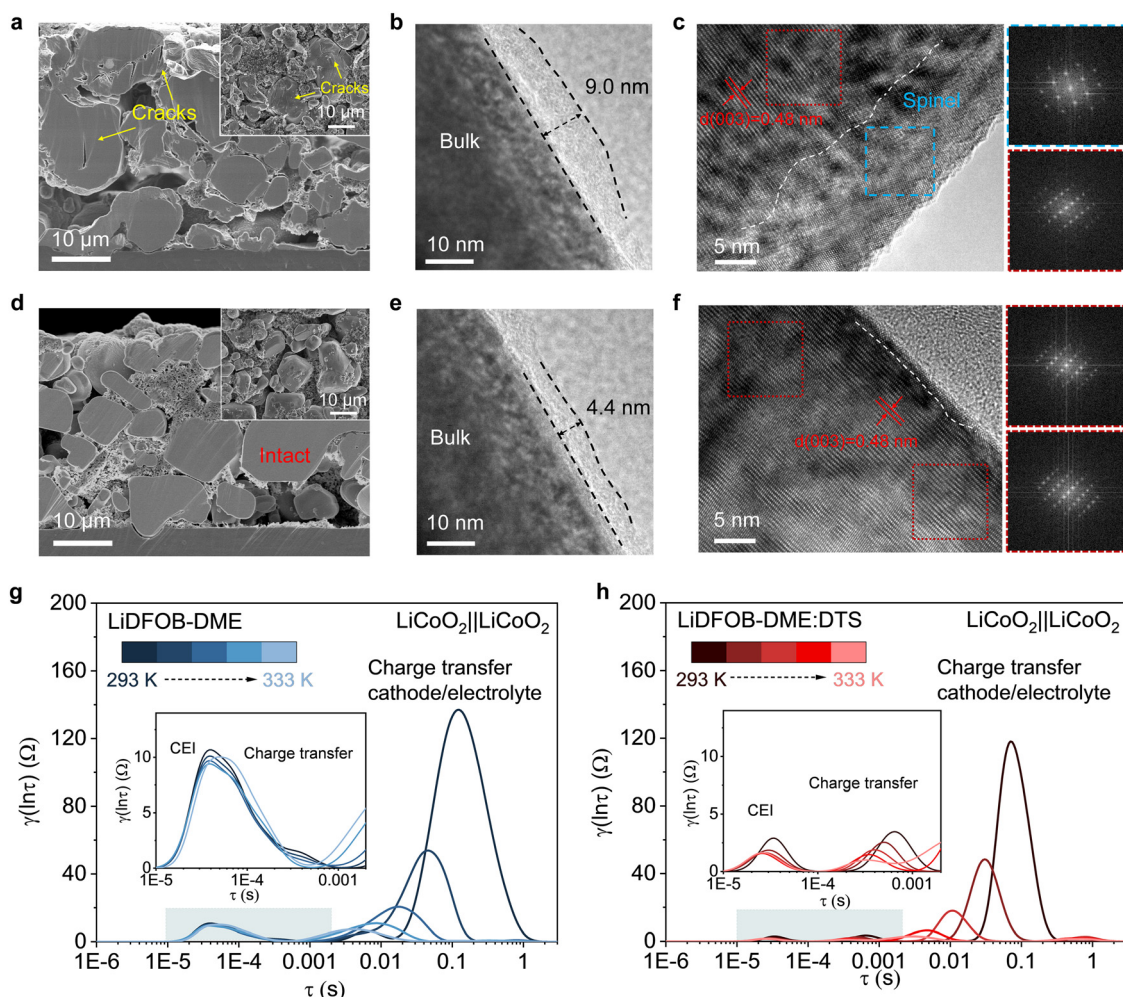 a
Cracks
Cracks
10 µm
10 µm
b
9.0 nm
Bulk
10 nm
c
Spinel
d(003)=0.48 nm
5 nm
d
10 µm
Intact
10 µm
e
4.4 nm
Bulk
10 nm
f
d(003)=0.48 nm
5 nm
g
LiDFOB-DME
LiCoO₂||LiCoO₂
293 K
333 K
Charge transfer
cathode/electrolyte
CEI
Charge transfer
γ(lnτ) (Ω)
10
5
0
1E-5
1E-4
0.001
τ (s)
γ(lnτ) (Ω)
200
160
120
80
40
0
1E-6
1E-5
1E-4
0.001
0.01
0.1
1
τ (s)
h
LiDFOB-DME:DTS
LiCoO₂||LiCoO₂
293 K
333 K
Charge transfer
cathode/electrolyte
Charge transfer
CEI
γ(lnτ) (Ω)
10
5
0
1E-5
1E-4
0.001
τ (s)
γ(lnτ) (Ω)
200
160
120
80
40
0
1E-6
1E-5
1E-4
0.001
0.01
0.1
1
τ (s)